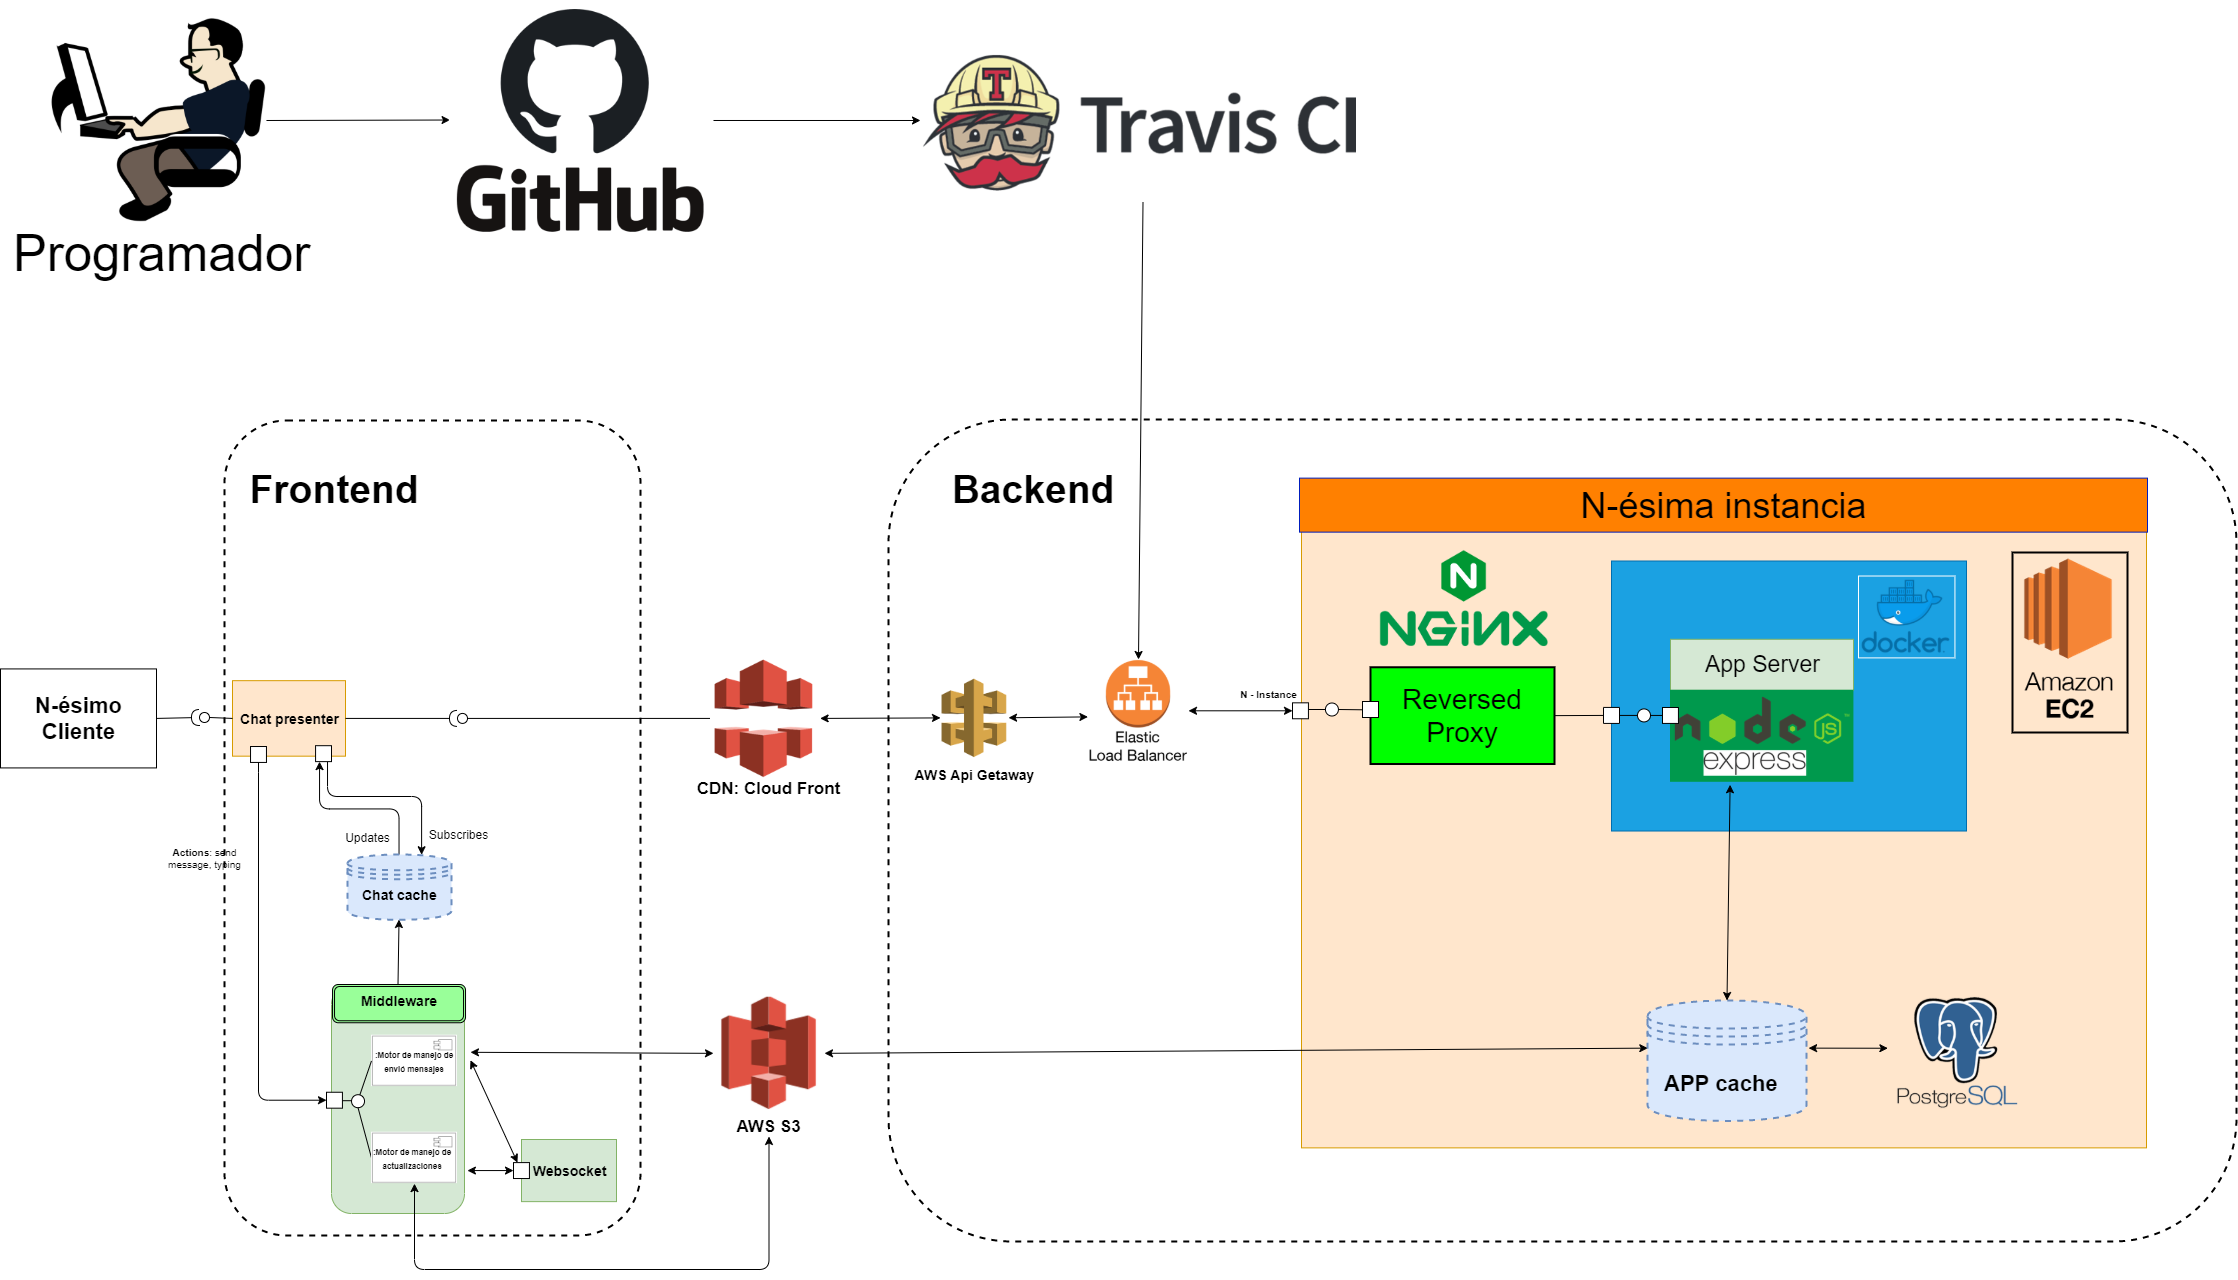 GitHub
T
Travis CI
Programador
Frontend
Backend
N-ésima instancia
N
NGiNX
docker
App Server
Amazon
EC2
N-ésimo
Cliente
Chat presenter
N - Instance
Reversed
Proxy
node
JS
express
Elastic
Load Balancer
CDN: Cloud Front
AWS Api Getaway
Updates
Subscribes
Actions: send
message, typing
Chat cache
Middleware
:Motor de manejo de
envió mensajes
APP cache
PostgreSQL
AWS S3
:Motor de manejo de
actualizaciones
Websocket